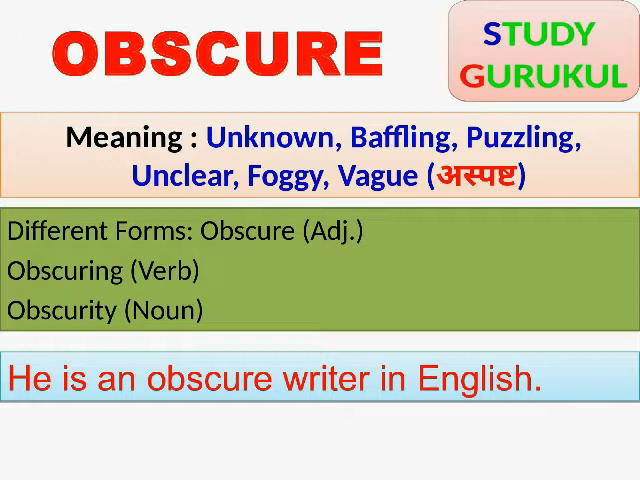 OBSCURE
STUDY
GURUKUL
Meaning : Unknown, Baffling, Puzzling,
Unclear, Foggy, Vague (अस्पष्ट)
Different Forms: Obscure (Adj.)
Obscuring (Verb)
Obscurity (Noun)
He is an obscure writer in English.